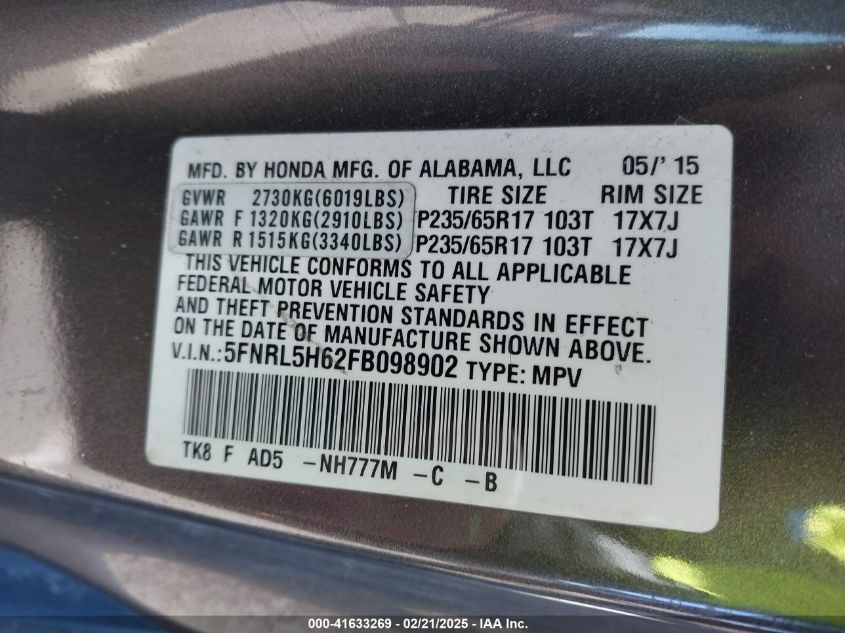 MFD. BY HONDA MFG. OF ALABAMA, LLC 05/' 15
GVWR 2730KG(6019LBS) TIRE SIZE RIM SIZE
GAWR F 1320KG(2910LBS) P235/65R17 103T 17X7J
GAWR R 1515KG(3340LBS) P235/65R17 103T 17X7J
THIS VEHICLE CONFORMS TO ALL APPLICABLE
FEDERAL MOTOR VEHICLE SAFETY
AND THEFT PREVENTION STANDARDS IN EFFECT
ON THE DATE OF MANUFACTURE SHOWN ABOVE.
V.I.N.:5FNRL5H62FB098902 TYPE: MPV
TK8 F AD5 -NH777M -C -B
000-41633269 - 02/21/2025 - IAAI.COM